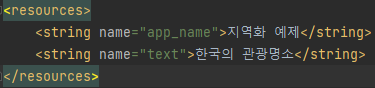 <resources>
<string name="app_name">지역화 예제</string>
<string name="text">한국의 관광명소</string>
</resources>